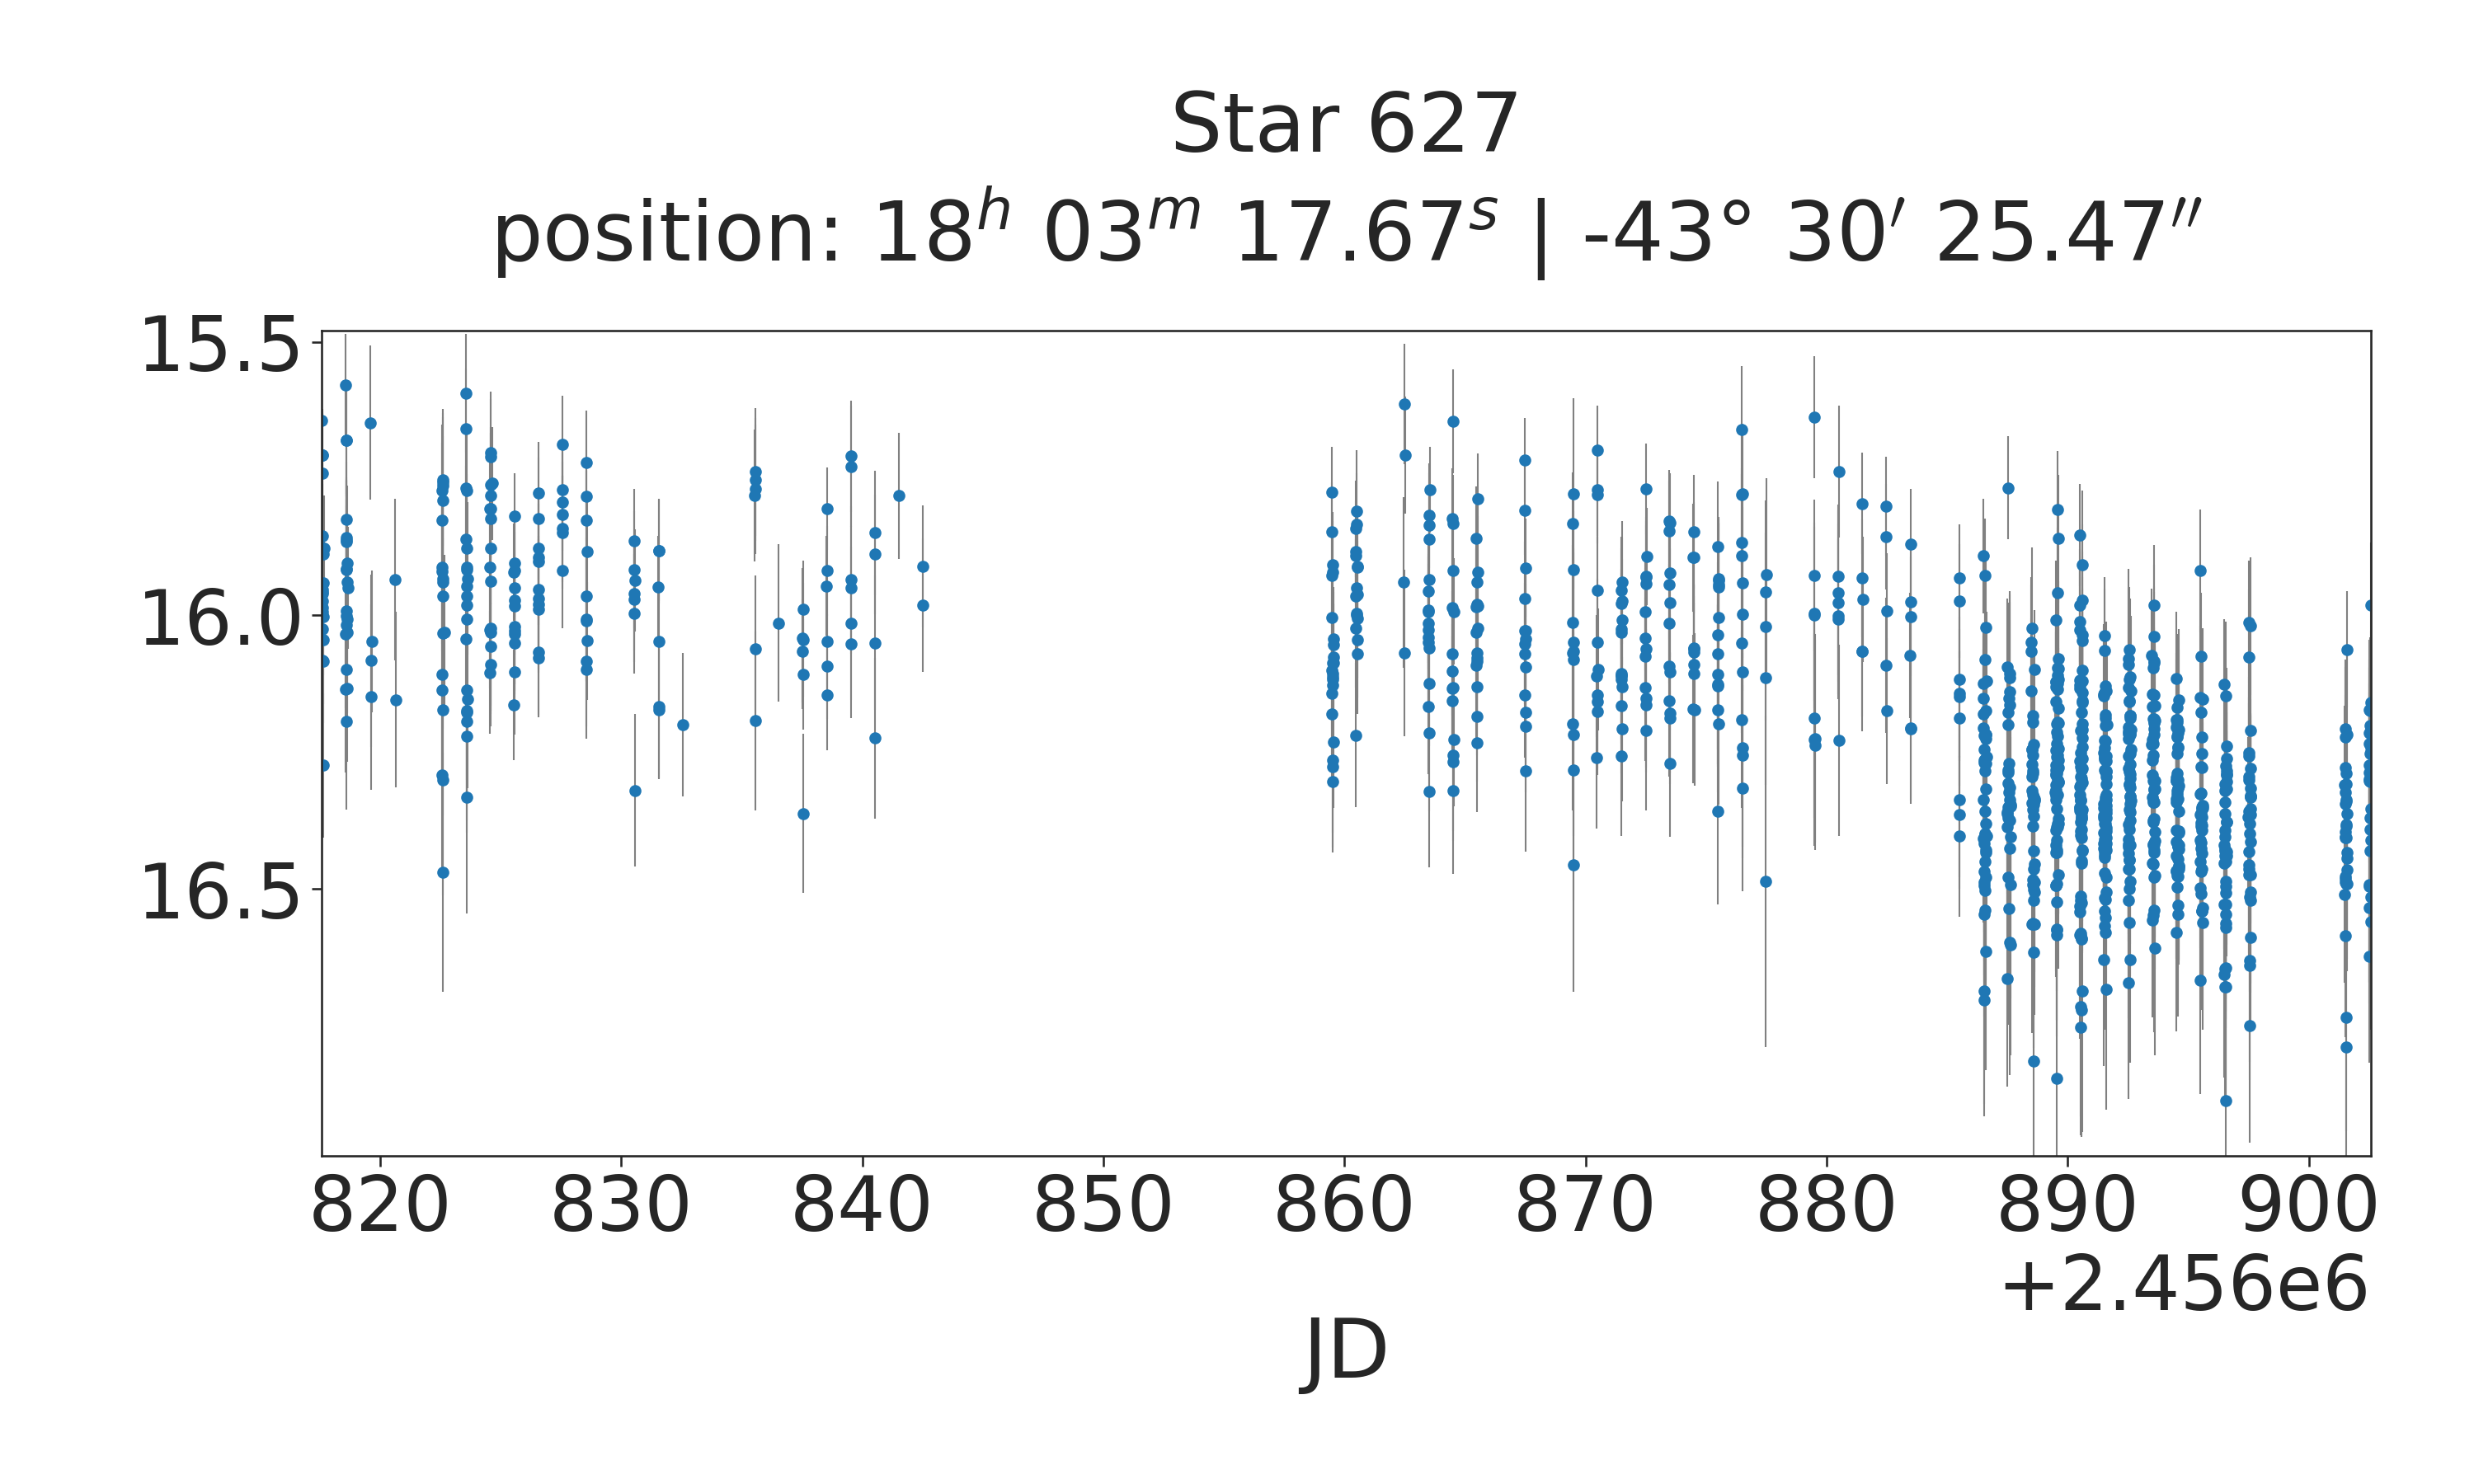 Star 627
position: 18ʰ 03ᵐ 17.67ˢ | -43° 30′ 25.47′′
15.5
16.0
16.5
820 830 840 850 860 870 880 890 900
+2.456e6
JD